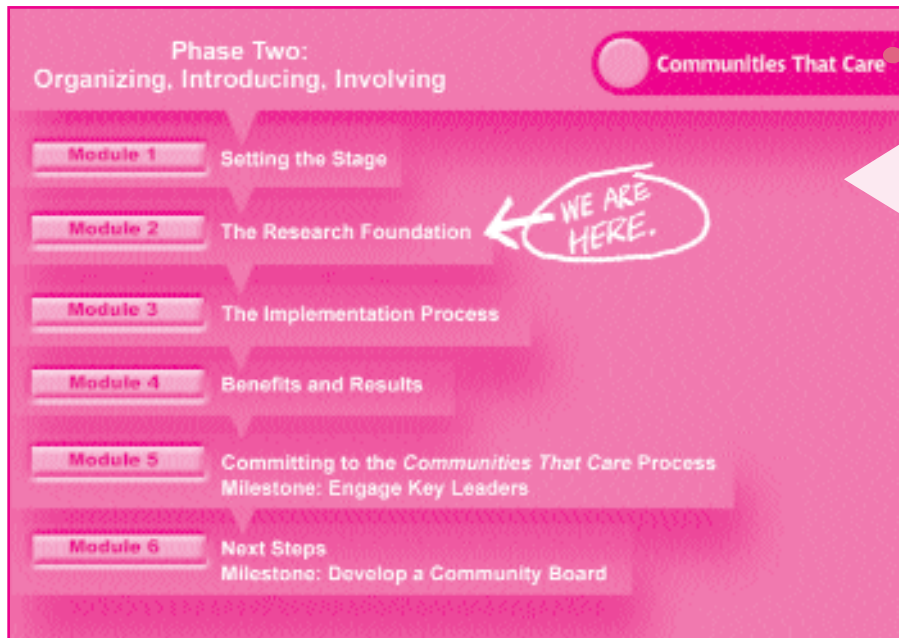 Phase Two:
Organizing, Introducing, Involving
Communities That Care
Module 1
Setting the Stage
Module 2
The Research Foundation
WE ARE
HERE.
Module 3
The Implementation Process
Module 4
Benefits and Results
Module 5
Committing to the Communities That Care Process
Milestone: Engage Key Leaders
Module 6
Next Steps
Milestone: Develop a Community Board